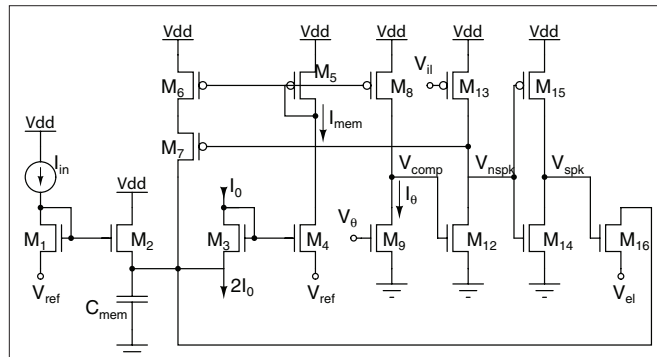 Vdd Vdd Vdd Vdd Vdd
M6 M5 M8 Vil M13 M15
Imem
Vdd
M7
Iin Vdd Vcomp Vnspk Vspk
I0 Iθ
M1 M2 M3 M4 Vθ M9 M12 M14 M16
Vref 2I0 Vref Vel
Cmem